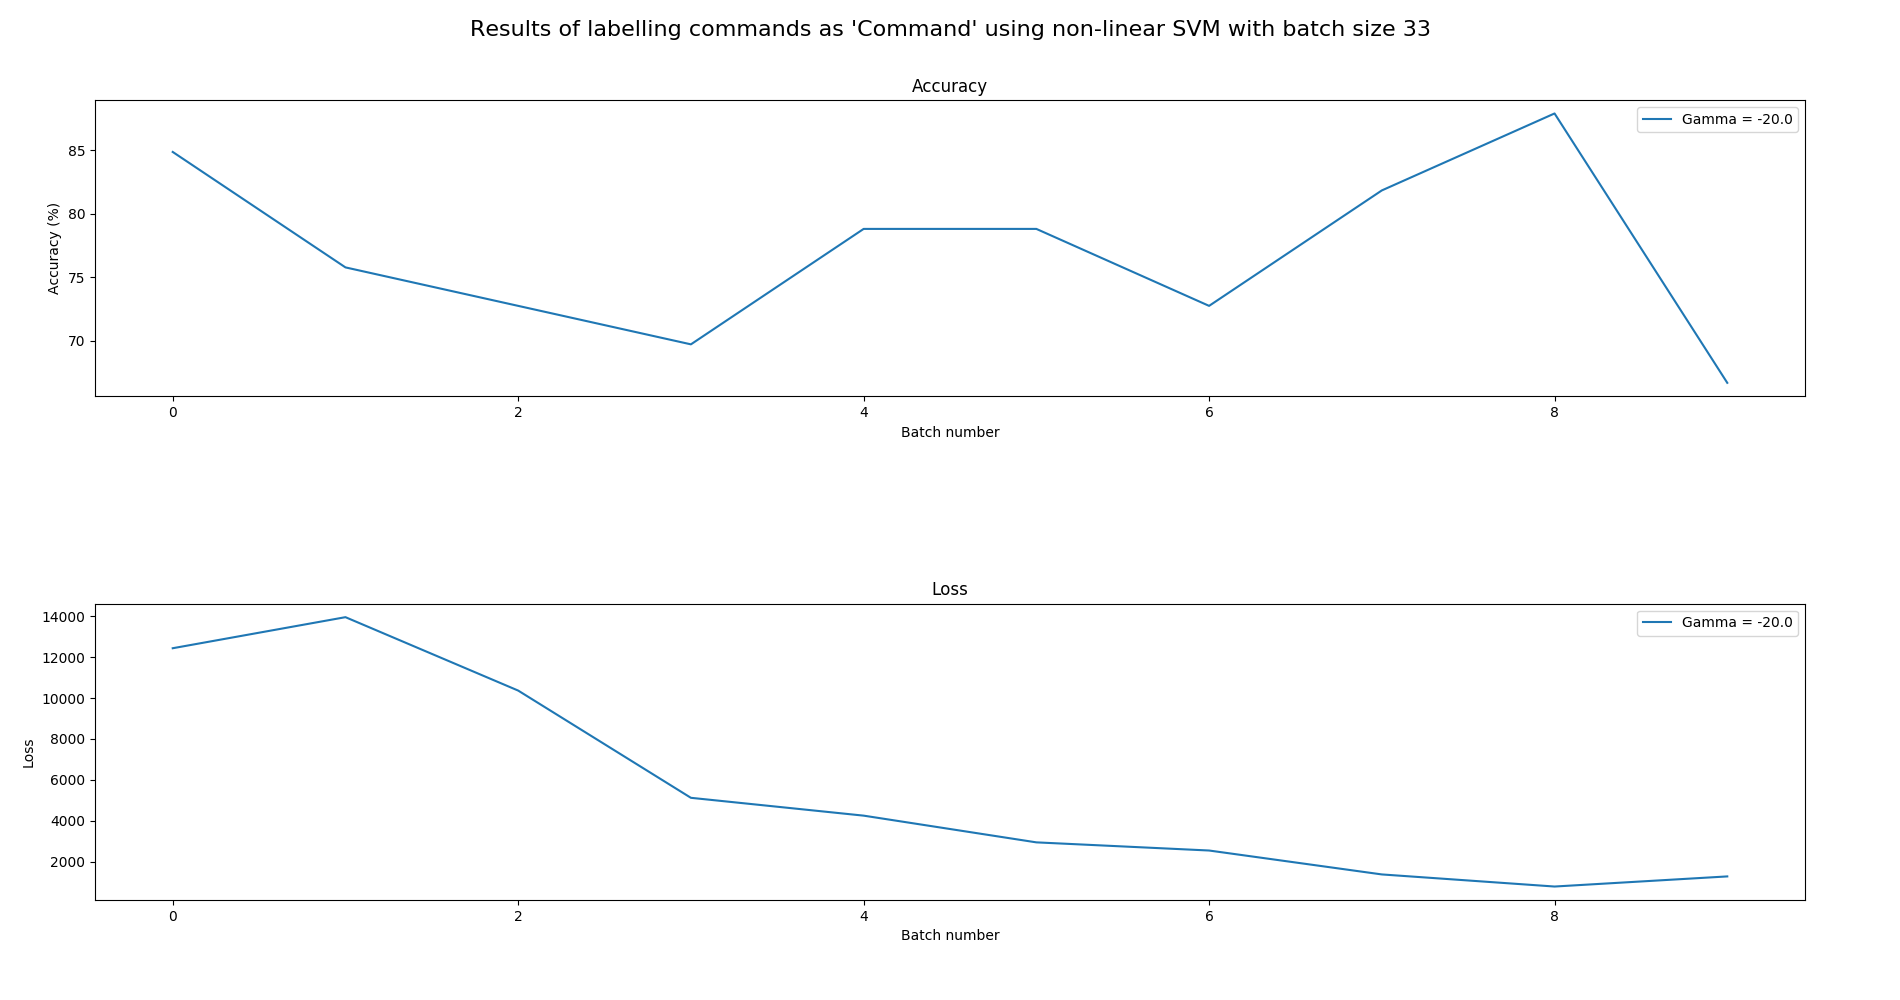 Results of labelling commands as 'Command' using non-linear SVM with batch size 33
Accuracy
Gamma = -20.0
Accuracy (%)
85
80
75
70
0 2 4 6 8
Batch number
Loss
Gamma = -20.0
Loss
14000
12000
10000
8000
6000
4000
2000
0 2 4 6 8
Batch number